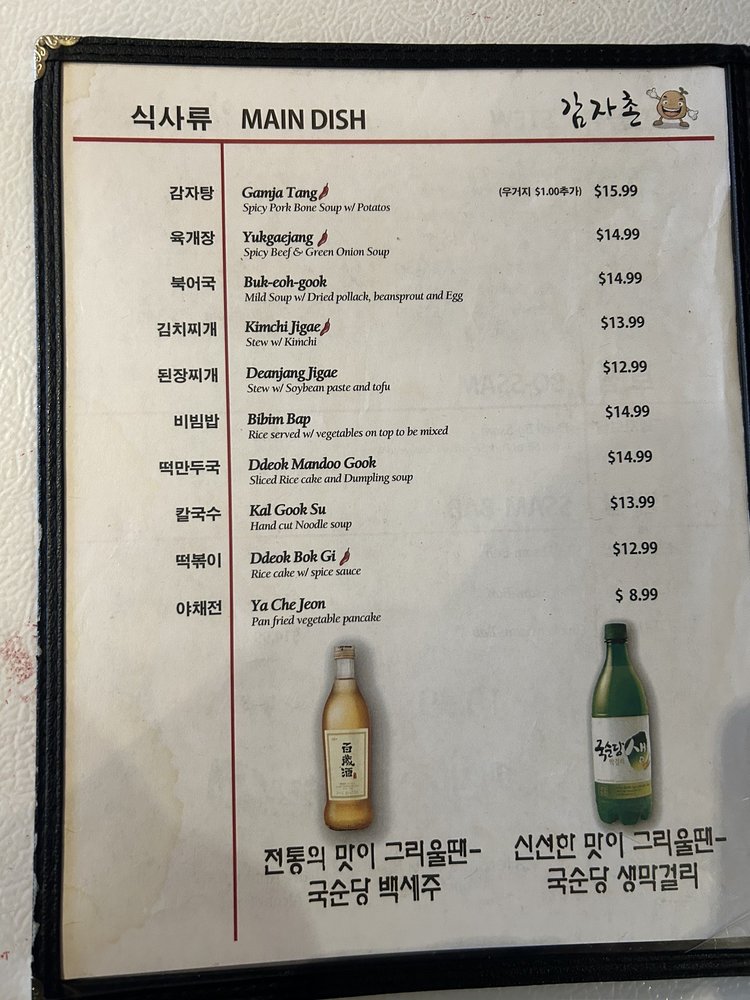 식사류 MAIN DISH 감자촌
감자탕 Gamja Tang (우거지 $1.00추가) $15.99
Spicy Pork Bone Soup w/ Potatos
육개장 Yukgaejang $14.99
Spicy Beef & Green Onion Soup
북어국 Buk-eoh-gook $14.99
Mild Soup w/ Dried pollack, beansprout and Egg
김치찌개 Kimchi Jigae $13.99
Stew w/ Kimchi
된장찌개 Deanjang Jigae $12.99
Stew w/ Soybean paste and tofu
비빔밥 Bibim Bap $14.99
Rice served w/ vegetables on top to be mixed
떡만두국 Ddeok Mandoo Gook $14.99
Sliced Rice cake and Dumpling soup
칼국수 Kal Gook Su $13.99
Hand cut Noodle soup
떡볶이 Ddeok Bok Gi $12.99
Rice cake w/ spice sauce
야채전 Ya Che Jeon $ 8.99
Pan fried vegetable pancake
百歲酒
국순당 생
막걸리
전통의 맛이 그리울땐-
국순당 백세주
신선한 맛이 그리울땐-
국순당 생막걸리